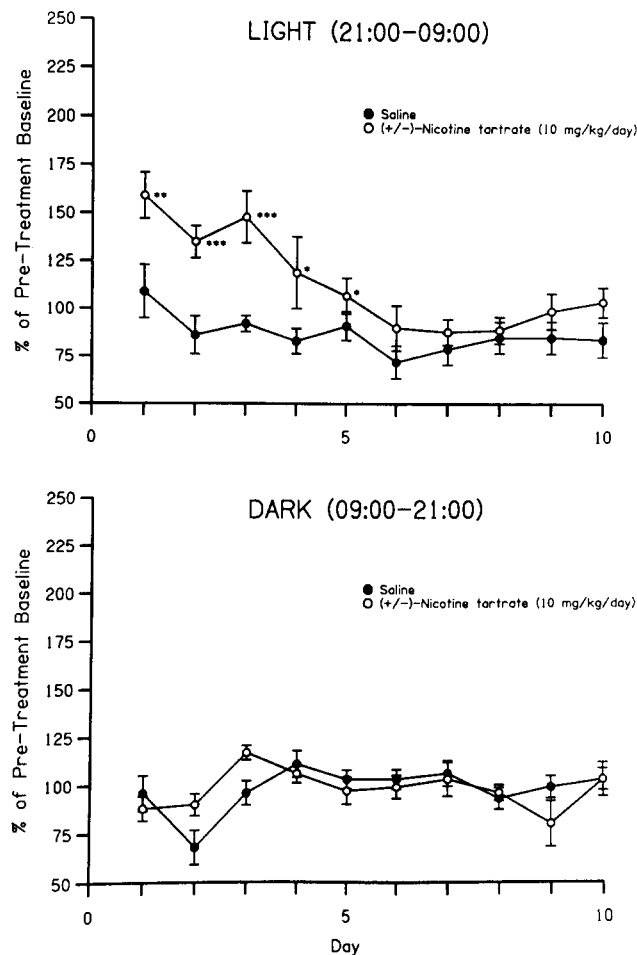 LIGHT (21:00-09:00)
250
225
200
175
150
125
100
75
50
% of Pre-Treatment Baseline
● Saline
○ (+/-)-Nicotine tartrate (10 mg/kg/day)
**
***
***
*
*
0 5 10
DARK (09:00-21:00)
250
225
200
175
150
125
100
75
50
% of Pre-Treatment Baseline
● Saline
○ (+/-)-Nicotine tartrate (10 mg/kg/day)
0 5 10
Day